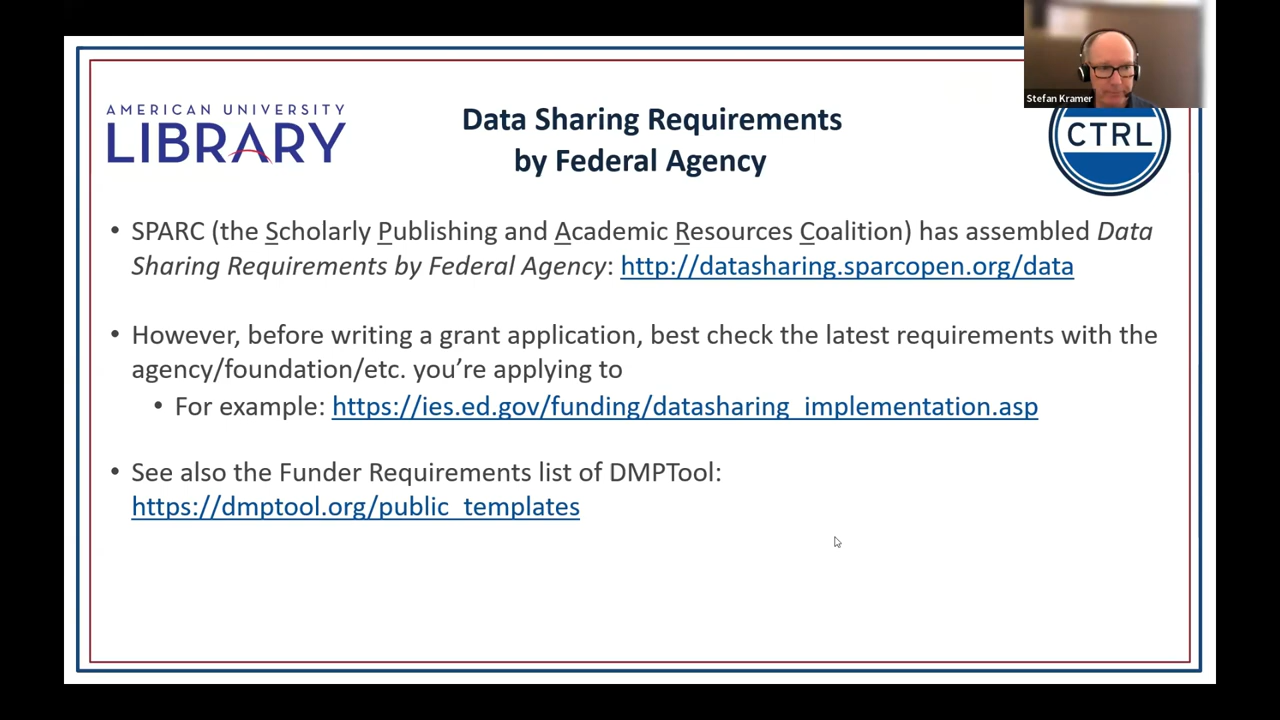 Stefan Kramer
AMERICAN UNIVERSITY
LIBRARY
Data Sharing Requirements
by Federal Agency
CTRL
• SPARC (the Scholarly Publishing and Academic Resources Coalition) has assembled Data
Sharing Requirements by Federal Agency: http://datasharing.sparcopen.org/data
• However, before writing a grant application, best check the latest requirements with the
agency/foundation/etc. you’re applying to
• For example: https://ies.ed.gov/funding/datasharing_implementation.asp
• See also the Funder Requirements list of DMPTool:
https://dmptool.org/public_templates